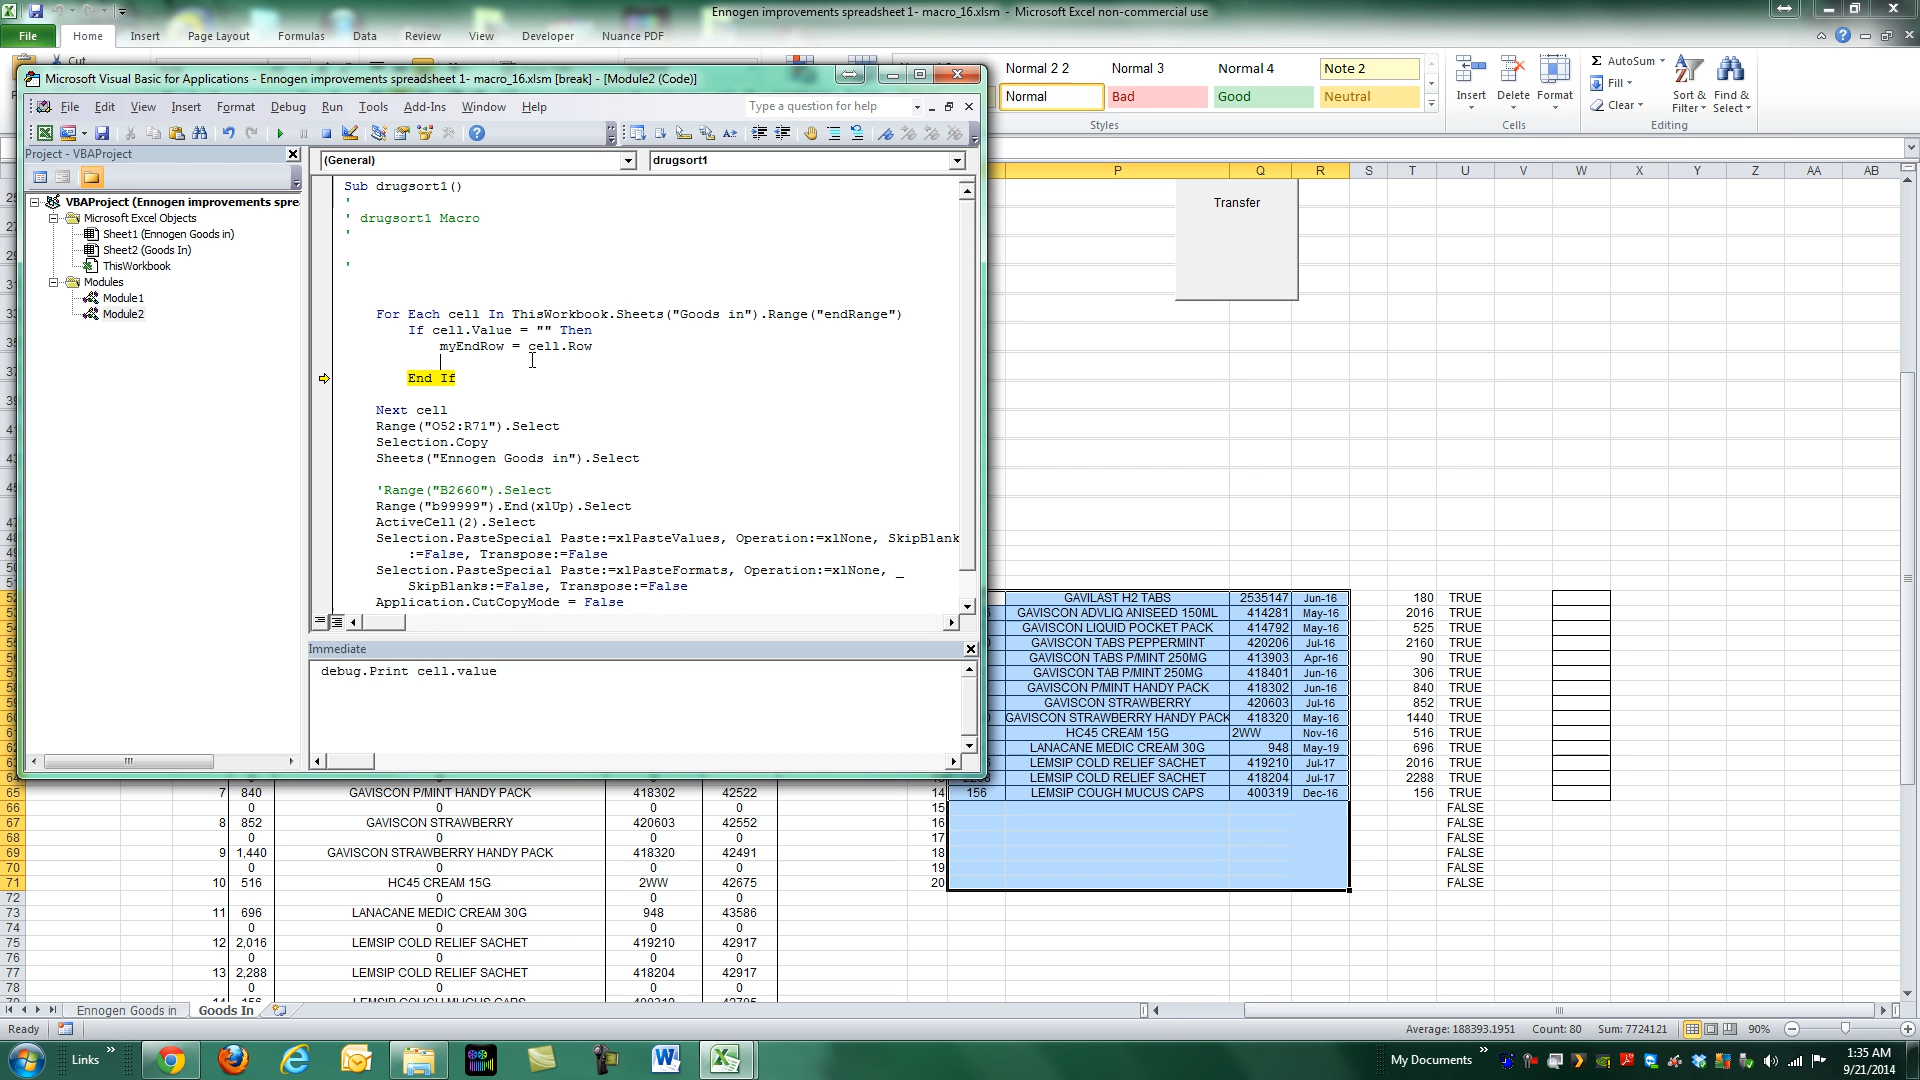 Ennogen improvements spreadsheet 1- macro_16.xlsm - Microsoft Excel non-commercial use
File Home Insert Page Layout Formulas Data Review View Developer Nuance PDF
Cut
Normal 2 2 Normal 3 Normal 4 Note 2
Normal Bad Good Neutral
Styles
Insert Delete Format
Cells
AutoSum
Fill
Clear
Sort & Filter
Find & Select
Editing
Microsoft Visual Basic for Applications - Ennogen improvements spreadsheet 1- macro_16.xlsm [break] - [Module2 (Code)]
File Edit View Insert Format Debug Run Tools Add-Ins Window Help
Type a question for help
Project - VBAProject
VBAProject (Ennogen improvements spre
Microsoft Excel Objects
Sheet1 (Ennogen Goods in)
Sheet2 (Goods In)
ThisWorkbook
Modules
Module1
Module2
(General) drugsort1
Sub drugsort1()
'
' drugsort1 Macro
'
'
For Each cell In ThisWorkbook.Sheets("Goods in").Range("endRange")
If cell.Value = "" Then
myEndRow = cell.Row
End If
Next cell
Range("O52:R71").Select
Selection.Copy
Sheets("Ennogen Goods in").Select
'Range("B2660").Select
Range("b99999").End(xlUp).Select
ActiveCell(2).Select
Selection.PasteSpecial Paste:=xlPasteValues, Operation:=xlNone, SkipBlank
:=False, Transpose:=False
Selection.PasteSpecial Paste:=xlPasteFormats, Operation:=xlNone, _
SkipBlanks:=False, Transpose:=False
Application.CutCopyMode = False
Immediate
debug.Print cell.value
P Q R S T U V W X Y Z AA AB
Transfer
GAVILAST H2 TABS 2535147 Jun-16 180 TRUE
GAVISCON ADVLIQ ANISEED 150ML 414281 May-16 2016 TRUE
GAVISCON LIQUID POCKET PACK 414792 May-16 525 TRUE
GAVISCON TABS PEPPERMINT 420206 Jul-16 2160 TRUE
GAVISCON TABS P/MINT 250MG 413903 Apr-16 90 TRUE
GAVISCON TAB P/MINT 250MG 418401 Jun-16 306 TRUE
GAVISCON P/MINT HANDY PACK 418302 Jun-16 840 TRUE
GAVISCON STRAWBERRY 420603 Jul-16 852 TRUE
GAVISCON STRAWBERRY HANDY PACK 418320 May-16 1440 TRUE
HC45 CREAM 15G 2WW Nov-16 516 TRUE
LANACANE MEDIC CREAM 30G 948 May-19 696 TRUE
LEMSIP COLD RELIEF SACHET 419210 Jul-17 2016 TRUE
LEMSIP COLD RELIEF SACHET 418204 Jul-17 2288 TRUE
65 7 840 GAVISCON P/MINT HANDY PACK 418302 42522 14 156 LEMSIP COUGH MUCUS CAPS 400319 Dec-16 156 TRUE
66 0 0 0 0 15 FALSE
67 8 852 GAVISCON STRAWBERRY 420603 42552 16 FALSE
68 0 0 0 0 17 FALSE
69 9 1,440 GAVISCON STRAWBERRY HANDY PACK 418320 42491 18 FALSE
70 0 0 0 0 19 FALSE
71 10 516 HC45 CREAM 15G 2WW 42675 20 FALSE
72 0 0 0 0
73 11 696 LANACANE MEDIC CREAM 30G 948 43586
74 0 0 0 0
75 12 2,016 LEMSIP COLD RELIEF SACHET 419210 42917
76 0 0 0 0
77 13 2,288 LEMSIP COLD RELIEF SACHET 418204 42917
78 0 0 0 0
Ennogen Goods in Goods In
Ready Average: 188393.1951 Count: 80 Sum: 7724121 90%
Links My Documents 1:35 AM
9/21/2014